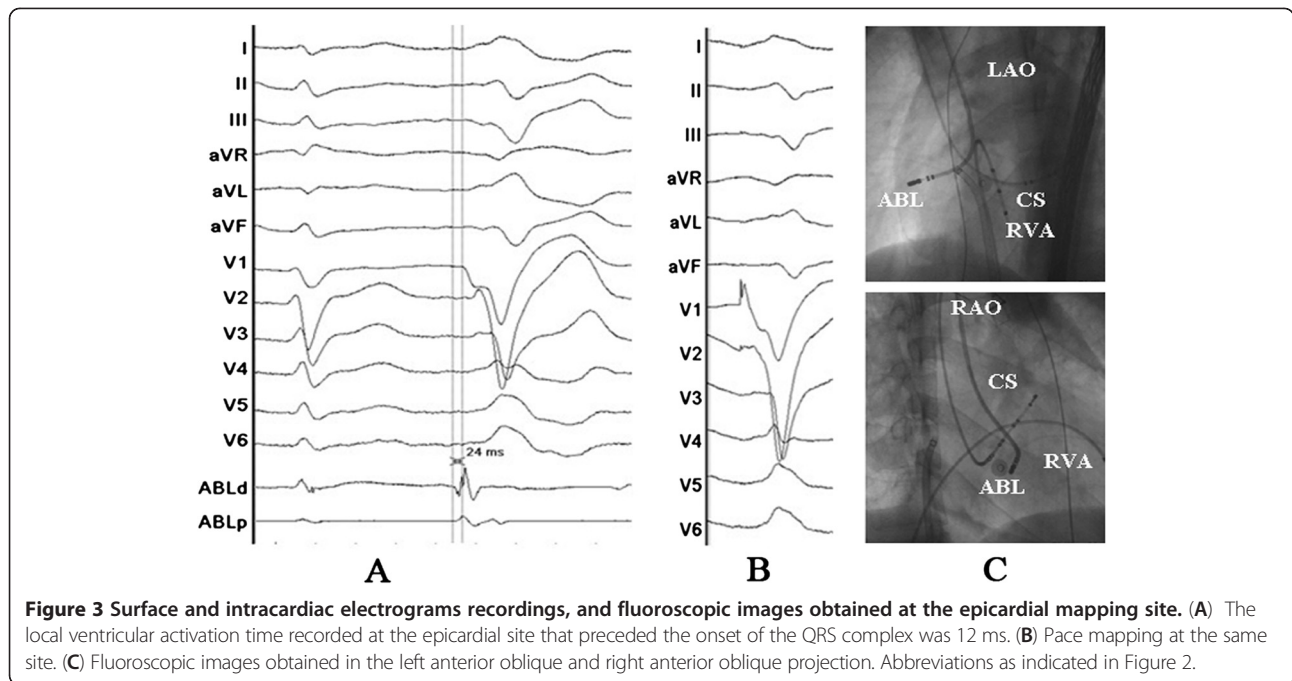 I
II
III
aVR
aVL
aVF
V1
V2
V3
V4
V5
V6
24 ms
ABLd
ABLp
A
I
II
III
aVR
aVL
aVF
V1
V2
V3
V4
V5
V6
B
LAO
ABL
CS
RVA
RAO
CS
RVA
ABL
C
Figure 3 Surface and intracardiac electrograms recordings, and fluoroscopic images obtained at the epicardial mapping site. (A) The
local ventricular activation time recorded at the epicardial site that preceded the onset of the QRS complex was 12 ms. (B) Pace mapping at the same
site. (C) Fluoroscopic images obtained in the left anterior oblique and right anterior oblique projection. Abbreviations as indicated in Figure 2.